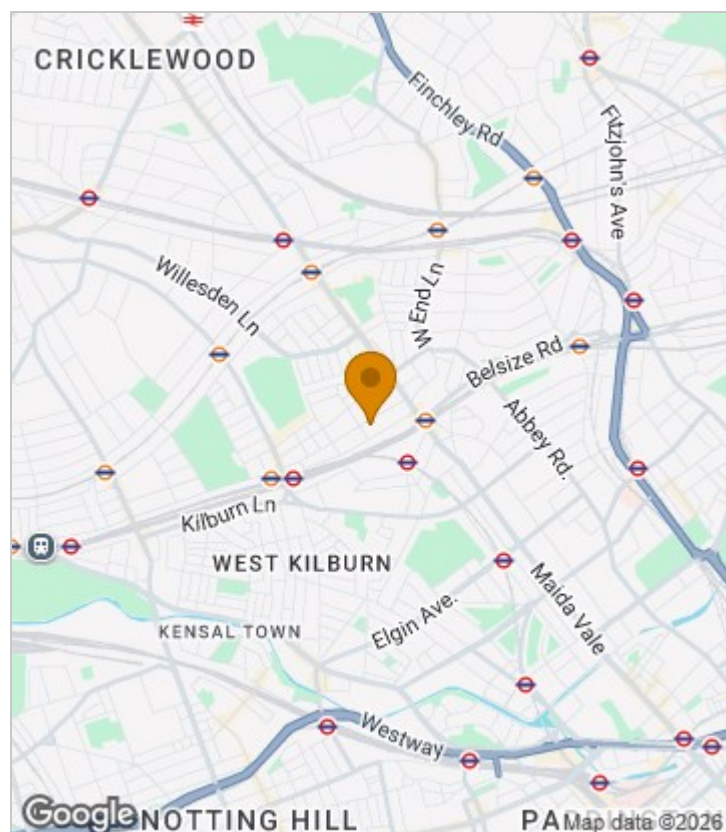 CRICKLEWOOD
Finchley Rd
Fitzjohn's Ave
Willesden Ln
W End Ln
Belsize Rd
Abbey Rd.
Kilburn Ln
WEST KILBURN
Maida Vale
Elgin Ave.
KENSAL TOWN
Westway
Google
NOTTING HILL
Map data ©2026